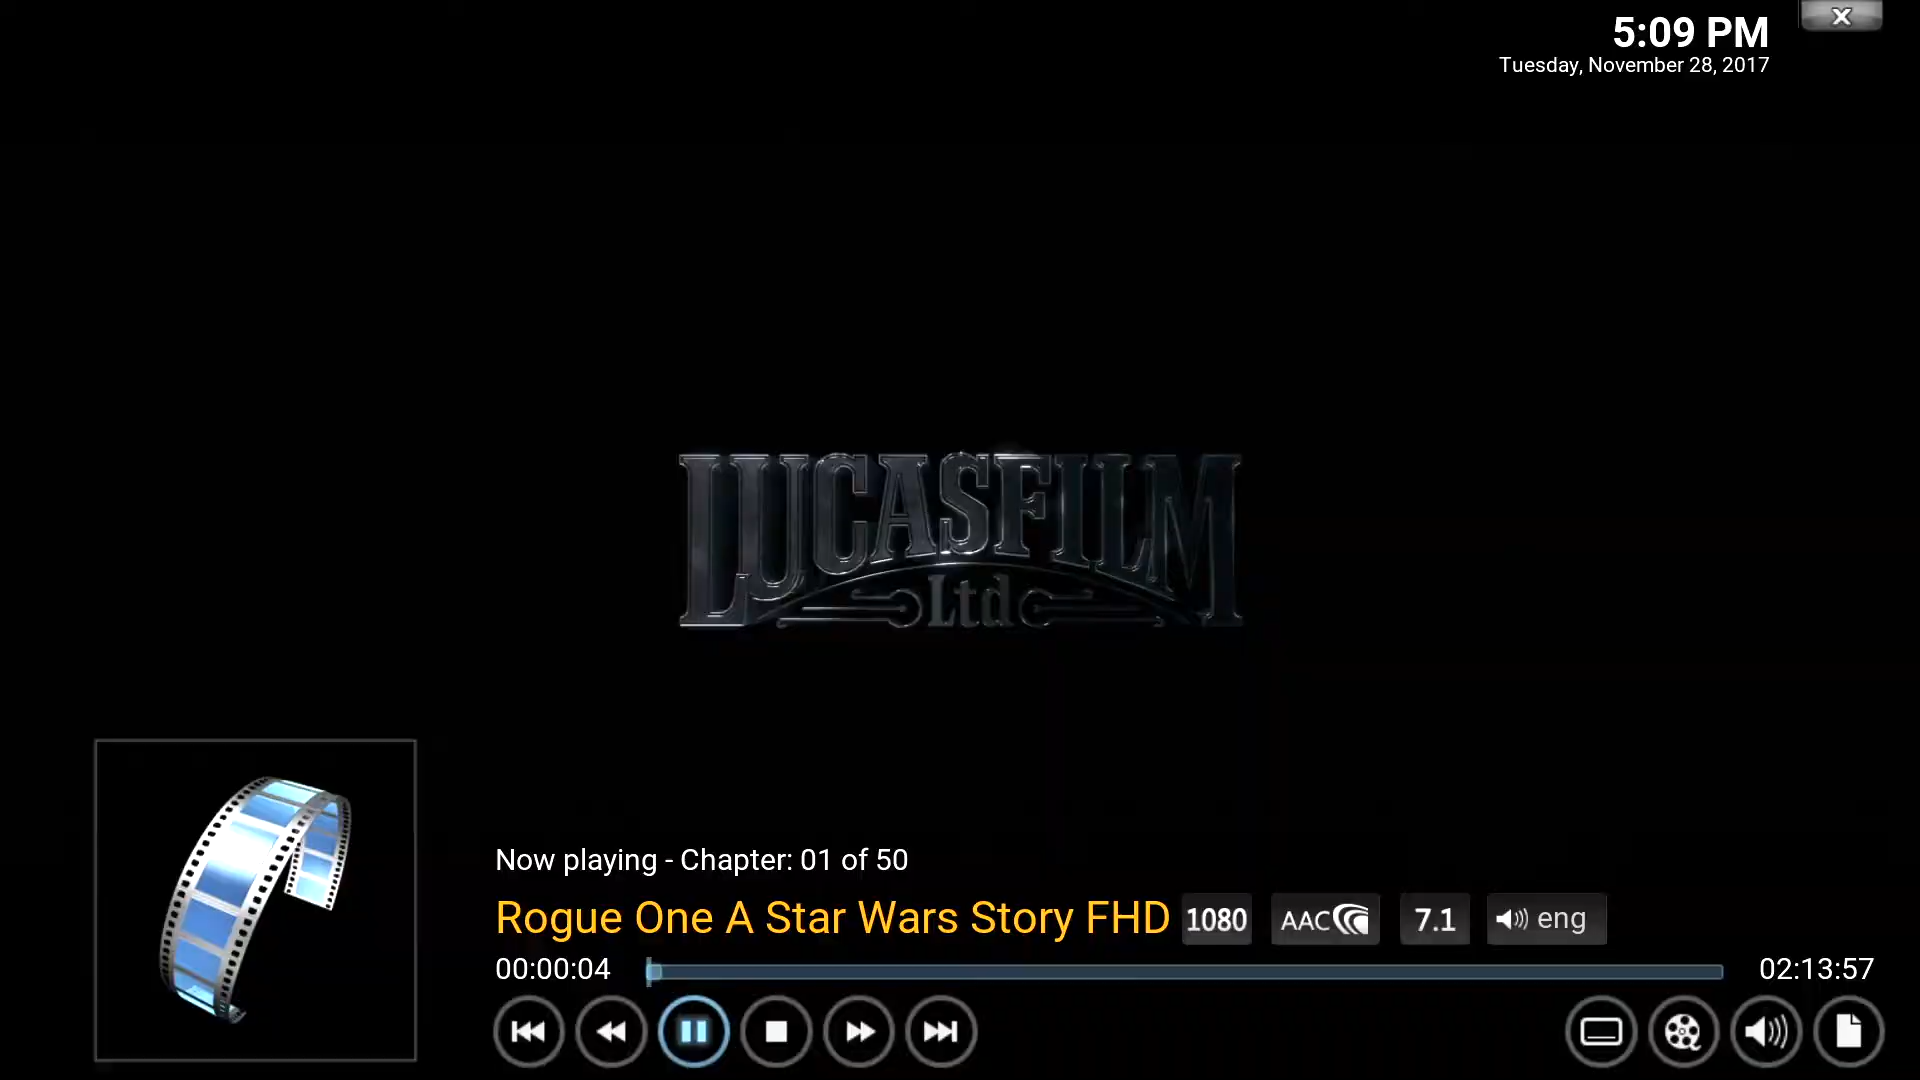 5:09 PM
Tuesday, November 28, 2017
LUCASFILM
Ltd
Now playing - Chapter: 01 of 50
Rogue One A Star Wars Story FHD 1080 AAC 7.1 eng
00:00:04 02:13:57